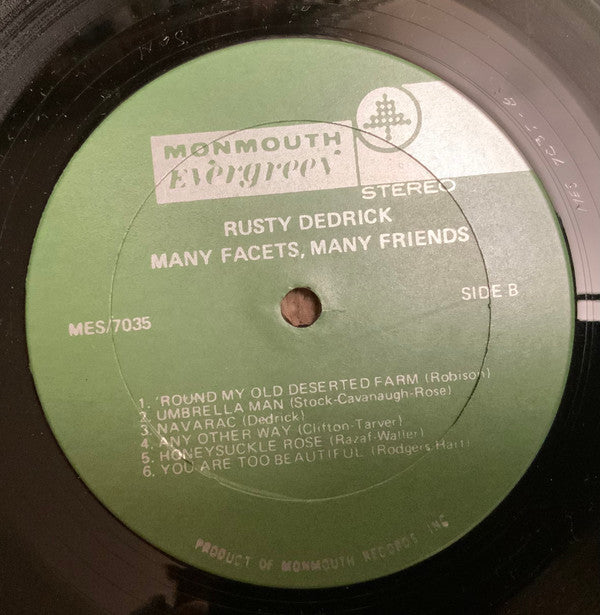 MONMOUTH
Evergreen
STEREO
RUSTY DEDRICK
MANY FACETS, MANY FRIENDS
SIDE B
MES/7035
1. 'ROUND MY OLD DESERTED FARM (Robison)
2. UMBRELLA MAN (Stock-Cavanaugh-Rose)
3. NAVARAC (Dedrick)
4. ANY OTHER WAY (Clifton-Tarver)
5. HONEYSUCKLE ROSE (Razaf-Waller)
6. YOU ARE TOO BEAUTIFUL (Rodgers-Hart)
PRODUCT OF MONMOUTH RECORDS INC